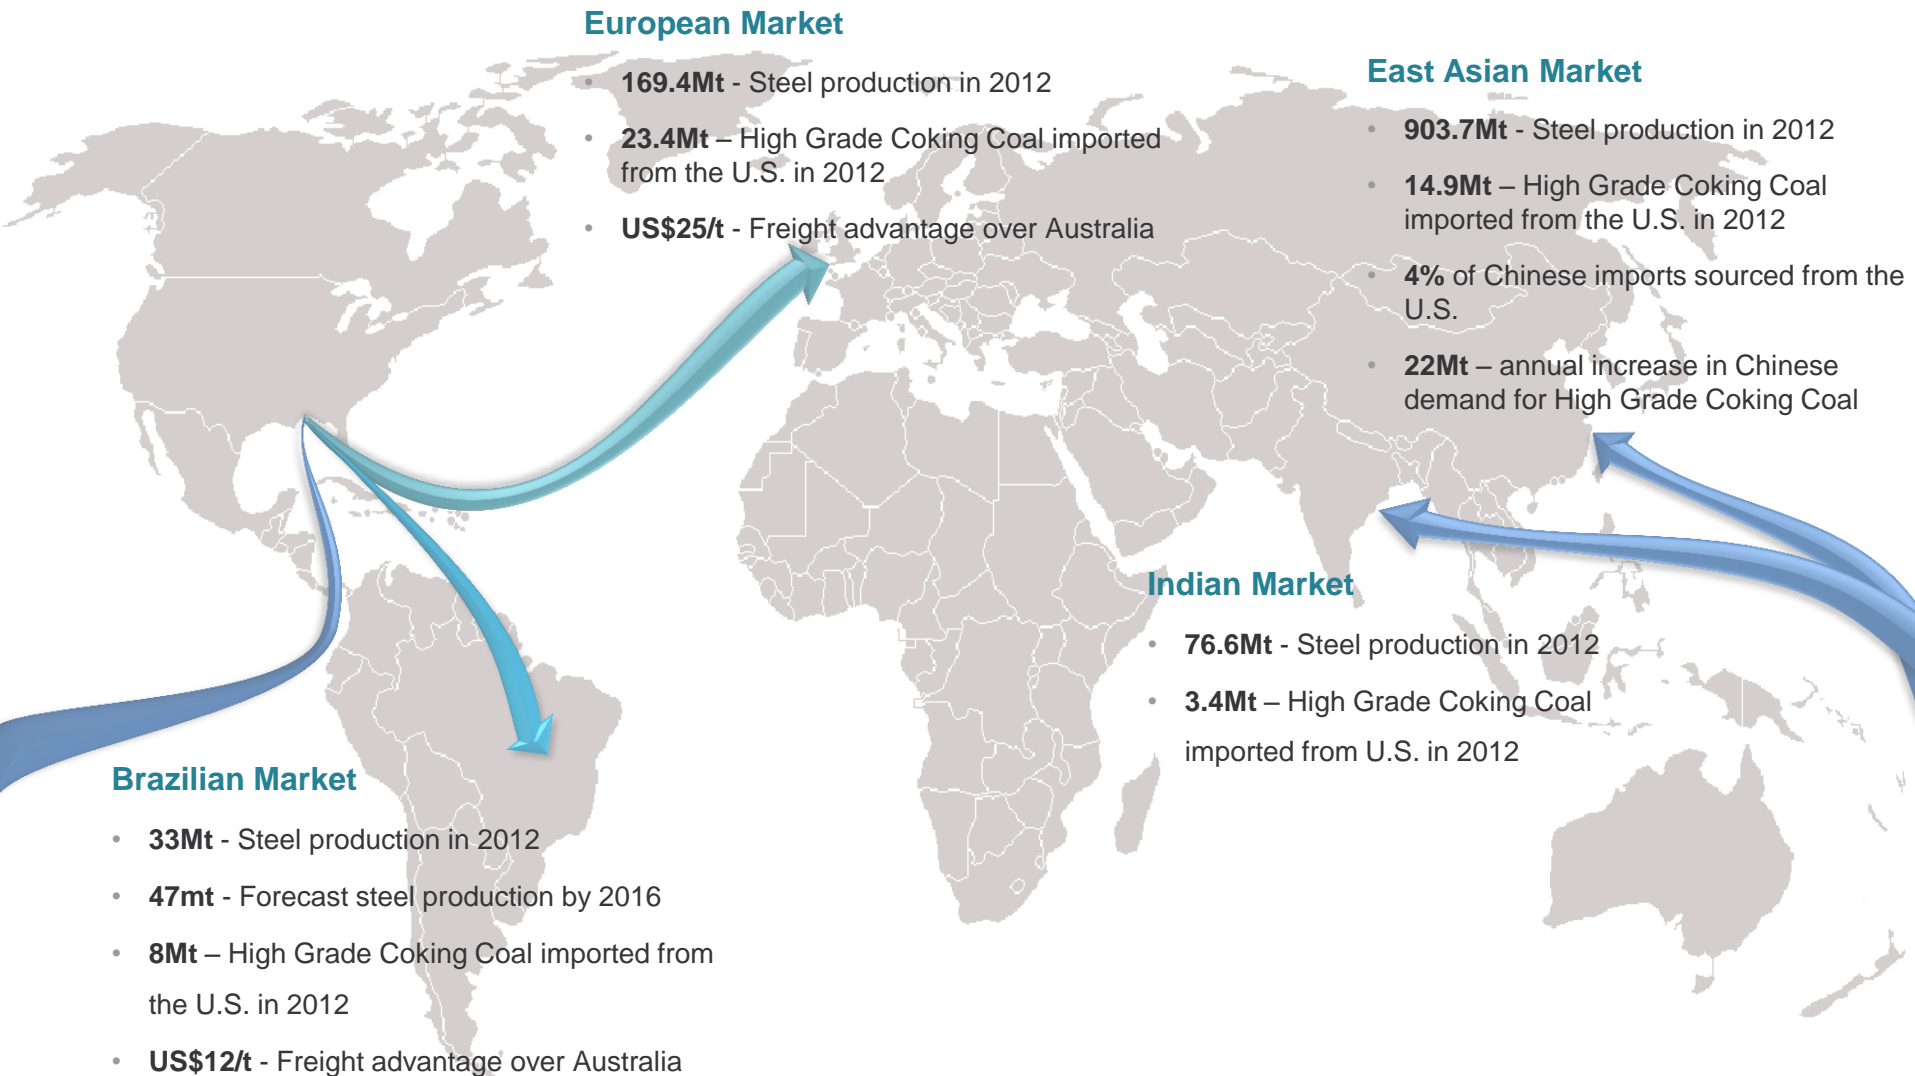 European Market
• 169.4Mt - Steel production in 2012
• 23.4Mt – High Grade Coking Coal imported
from the U.S. in 2012
• US$25/t - Freight advantage over Australia
East Asian Market
• 903.7Mt - Steel production in 2012
• 14.9Mt – High Grade Coking Coal
imported from the U.S. in 2012
• 4% of Chinese imports sourced from the
U.S.
• 22Mt – annual increase in Chinese
demand for High Grade Coking Coal
Indian Market
• 76.6Mt - Steel production in 2012
• 3.4Mt – High Grade Coking Coal
imported from U.S. in 2012
Brazilian Market
• 33Mt - Steel production in 2012
• 47mt - Forecast steel production by 2016
• 8Mt – High Grade Coking Coal imported from
the U.S. in 2012
• US$12/t - Freight advantage over Australia